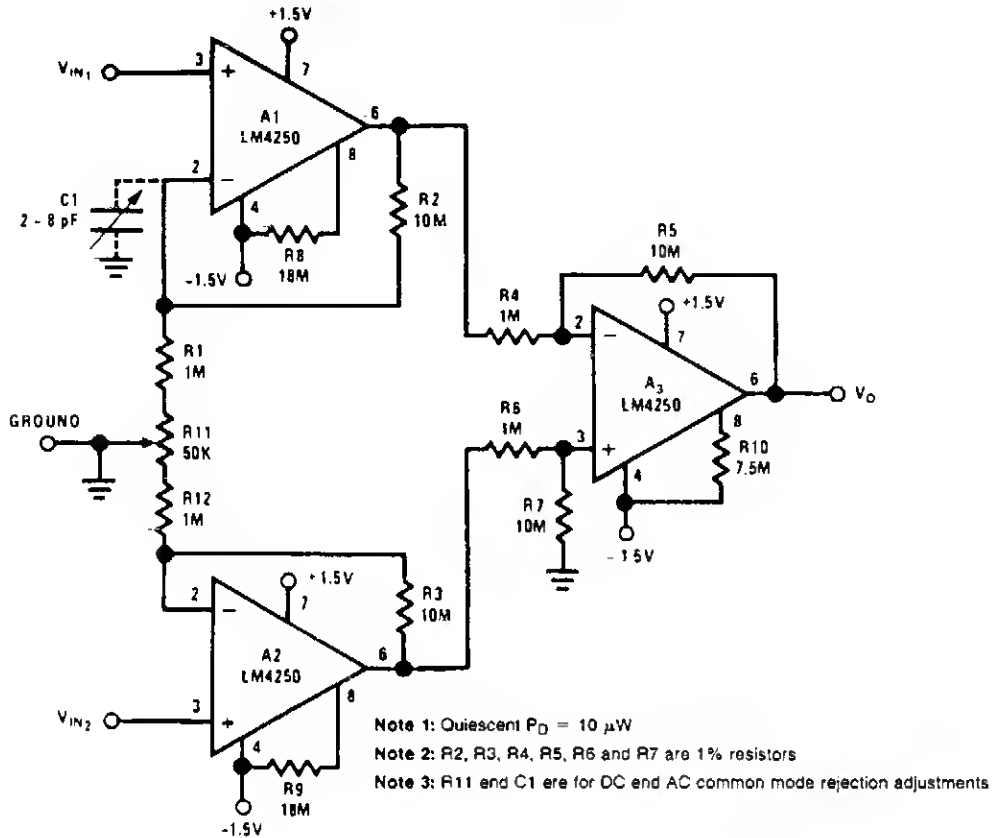 +1.5V
VIN1
3
+
7
A1
LM4250
6
8
2
−
4
C1
2 - 8 pF
R2
10M
R8
18M
-1.5V
R5
10M
+1.5V
R4
1M
2
−
7
R1
1M
A3
LM4250
6
VO
GROUND
R11
50K
R6
1M
3
+
8
R10
7.5M
4
R12
1M
R7
10M
-1.5V
+1.5V
2
−
7
R3
10M
A2
LM4250
6
8
VIN2
3
+
4
R9
18M
-1.5V
Note 1: Quiescent PD = 10 μW
Note 2: R2, R3, R4, R5, R6 and R7 are 1% resistors
Note 3: R11 end C1 ere for DC end AC common mode rejection adjustments